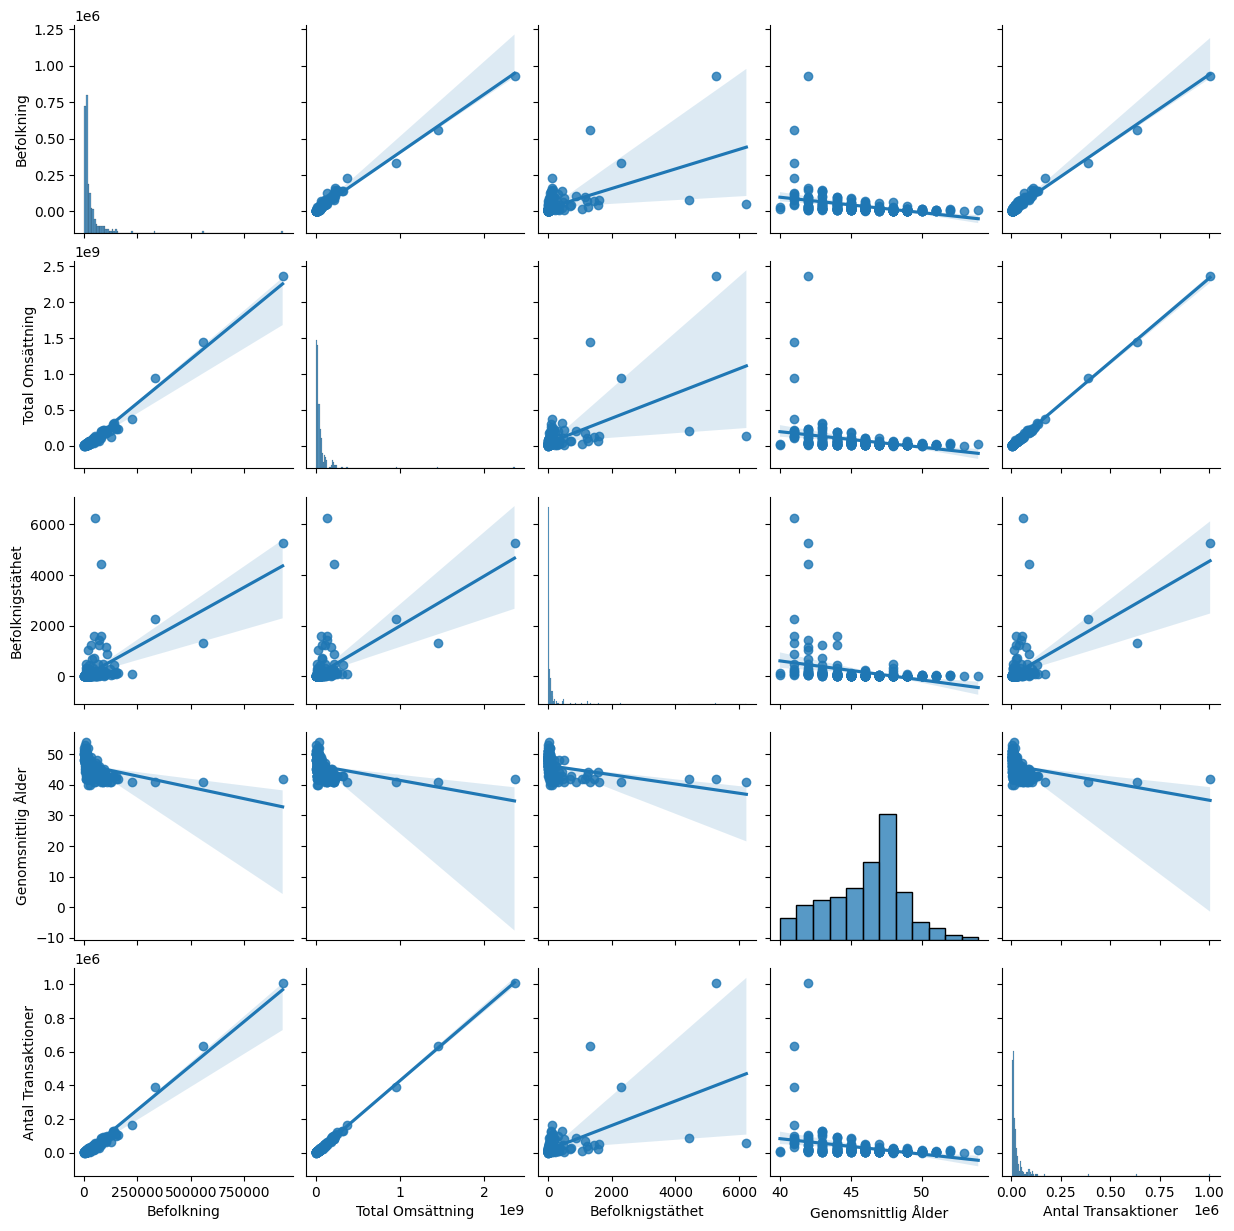 1e6
1.25
1.00
0.75
0.50
0.25
0.00
Befolkning
1e9
2.5
2.0
1.5
1.0
0.5
0.0
Total Omsättning
6000
4000
2000
0
Befolknigstäthet
50
40
30
20
10
0
−10
Genomsnittlig Ålder
1e6
1.0
0.8
0.6
0.4
0.2
0.0
Antal Transaktioner
0 250000 500000 750000
Befolkning
0 1 2
Total Omsättning 1e9
0 2000 4000 6000
Befolknigstäthet
40 45 50
Genomsnittlig Ålder
0.00 0.25 0.50 0.75 1.00
Antal Transaktioner 1e6